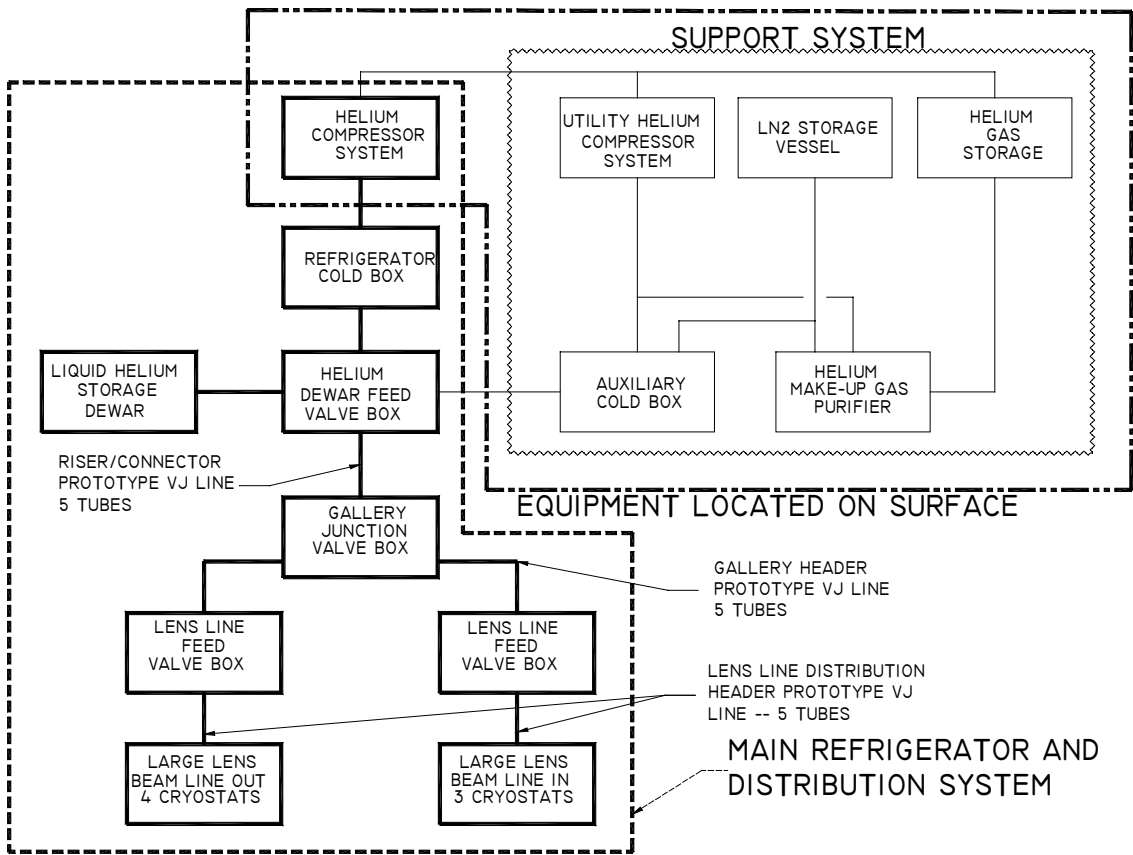 SUPPORT SYSTEM
HELIUM
COMPRESSOR
SYSTEM
UTILITY HELIUM
COMPRESSOR
SYSTEM
LN2 STORAGE
VESSEL
HELIUM
GAS
STORAGE
REFRIGERATOR
COLD BOX
LIQUID HELIUM
STORAGE
DEWAR
HELIUM
DEWAR FEED
VALVE BOX
AUXILIARY
COLD BOX
HELIUM
MAKE-UP GAS
PURIFIER
RISER/CONNECTOR
PROTOTYPE VJ LINE
5 TUBES
EQUIPMENT LOCATED ON SURFACE
GALLERY
JUNCTION
VALVE BOX
GALLERY HEADER
PROTOTYPE VJ LINE
5 TUBES
LENS LINE
FEED
VALVE BOX
LENS LINE
FEED
VALVE BOX
LENS LINE DISTRIBUTION
HEADER PROTOTYPE VJ
LINE -- 5 TUBES
LARGE LENS
BEAM LINE OUT
4 CRYOSTATS
LARGE LENS
BEAM LINE IN
3 CRYOSTATS
MAIN REFRIGERATOR AND
DISTRIBUTION SYSTEM